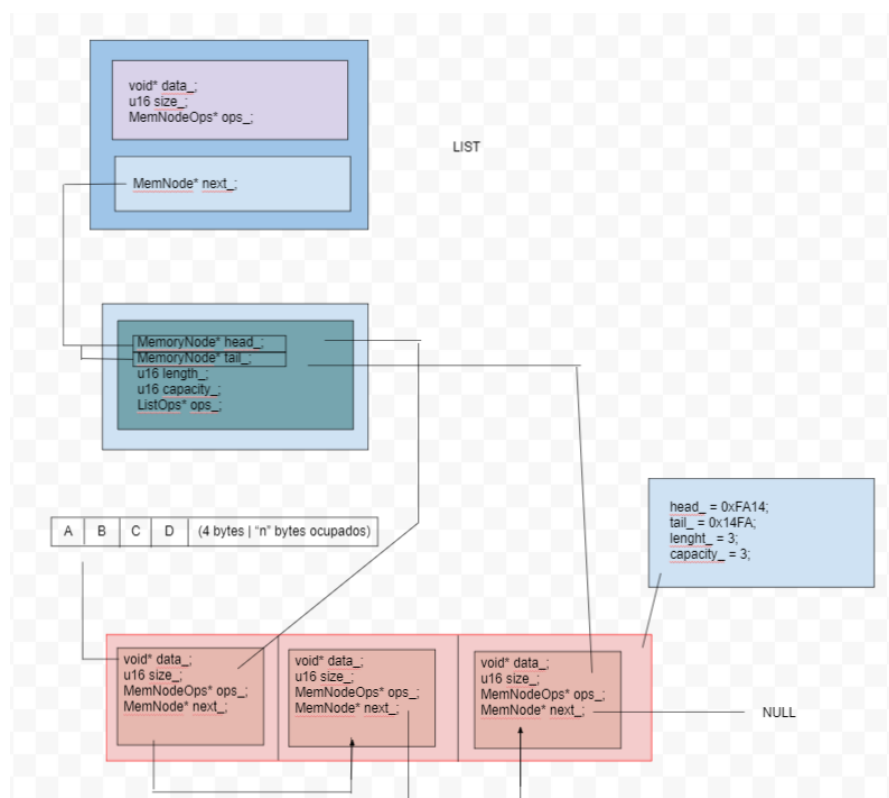 void* data_;
u16 size_;
MemNodeOps* ops_;
LIST
MemNode* next_;
MemoryNode* head_;
MemoryNode* tail_;
u16 length_;
u16 capacity_;
ListOps* ops_;
head_ = 0xFA14;
tail_ = 0x14FA;
lenght_ = 3;
capacity_ = 3;
A B C D (4 bytes | “n” bytes ocupados)
void* data_;
u16 size_;
MemNodeOps* ops_;
MemNode* next_;
void* data_;
u16 size_;
MemNodeOps* ops_;
MemNode* next_;
void* data_;
u16 size_;
MemNodeOps* ops_;
MemNode* next_;
NULL